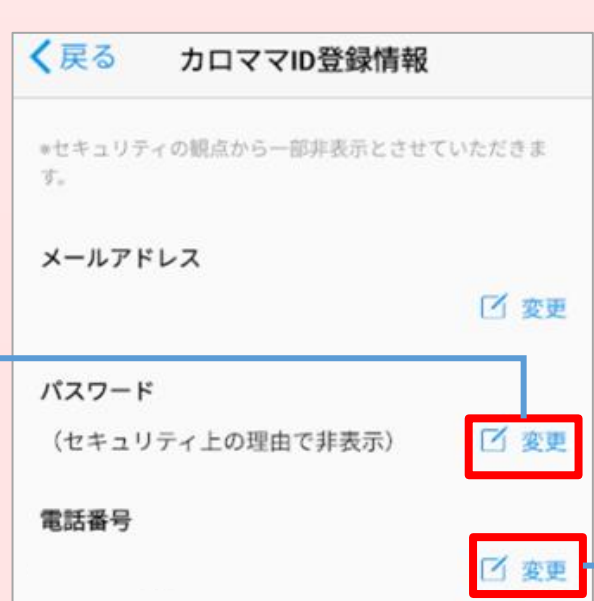 戻る カロママID登録情報
*セキュリティの観点から一部非表示とさせていただきま
す。
メールアドレス
変更
パスワード
(セキュリティ上の理由で非表示) 変更
電話番号
変更